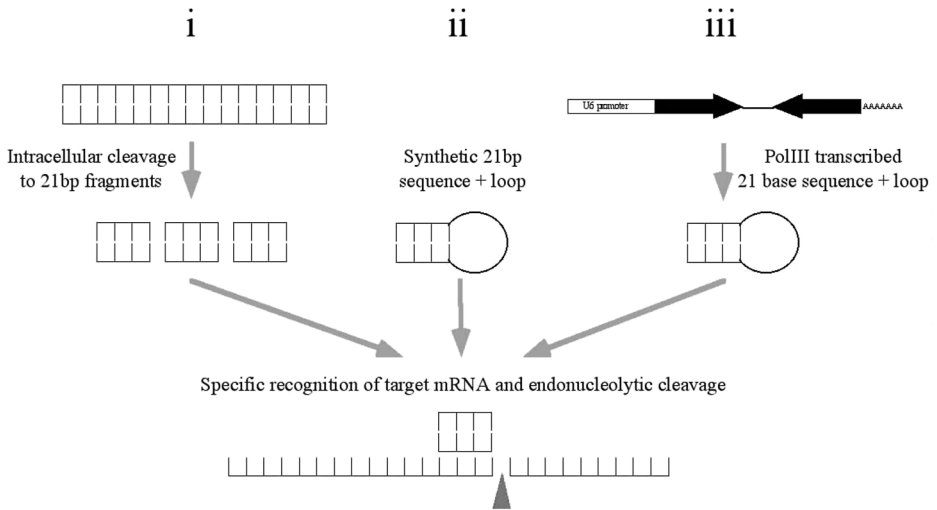 i
ii
iii
U6 promoter
AAAAAAA
Intracellular cleavage
to 21bp fragments
Synthetic 21bp
sequence + loop
PolIII transcribed
21 base sequence + loop
Specific recognition of target mRNA and endonucleolytic cleavage